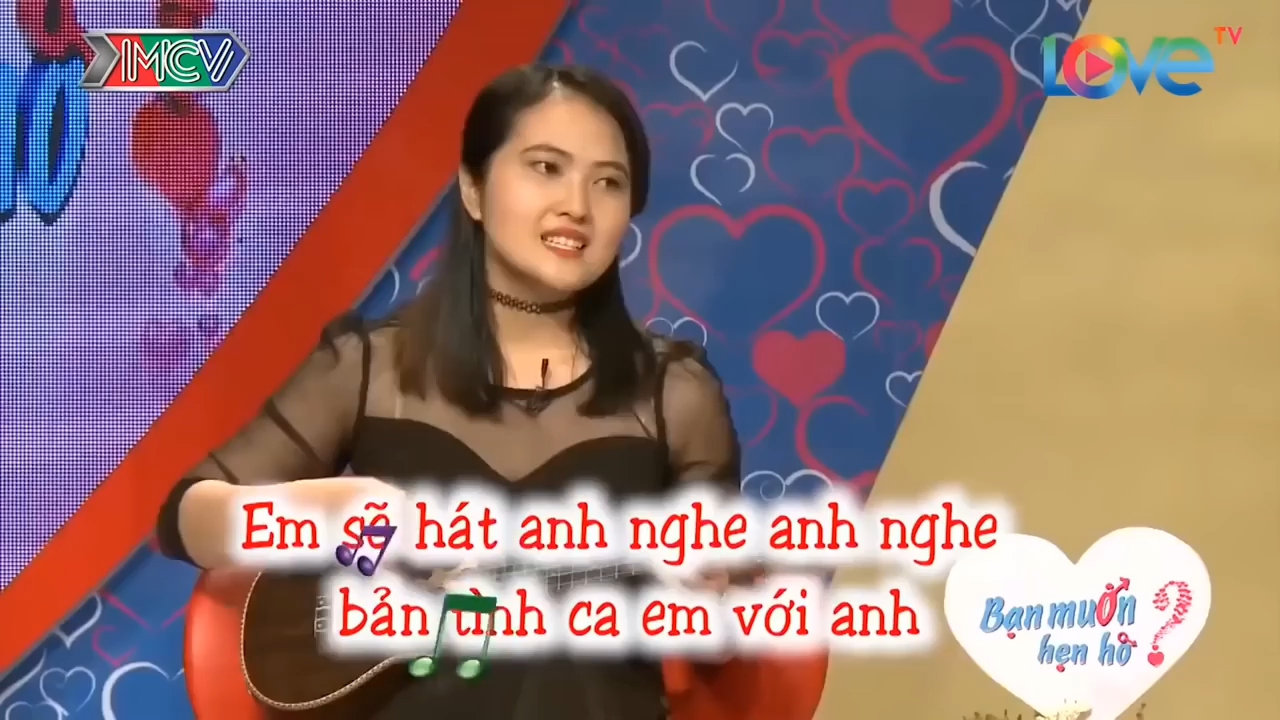 MCV
LOVE TV
Em sẽ hát anh nghe anh nghe
bản tình ca em với anh
Bạn muốn
hẹn hò ?